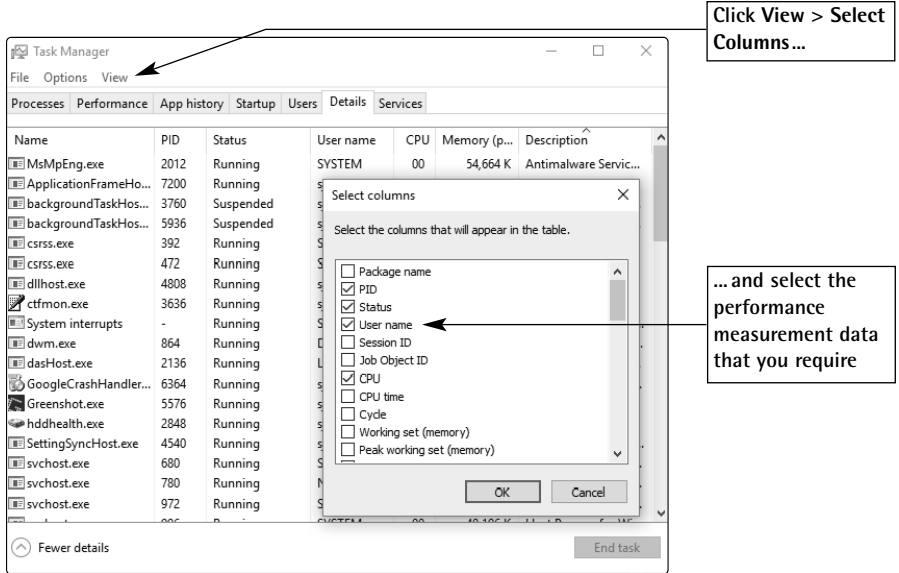 Click View > Select
Columns...
Task Manager
File Options View
Processes Performance App history Startup Users Details Services
Name PID Status User name CPU Memory (p... Description
MsMpEng.exe 2012 Running SYSTEM 00 54,664 K Antimalware Servic...
ApplicationFrameHo... 7200 Running
backgroundTaskHos... 3760 Suspended
backgroundTaskHos... 5936 Suspended
csrss.exe 392 Running
csrss.exe 472 Running
dllhost.exe 4808 Running
ctfmon.exe 3636 Running
System interrupts - Running
dwm.exe 864 Running
dasHost.exe 2136 Running
GoogleCrashHandler... 6364 Running
Greenshot.exe 5576 Running
hddhealth.exe 2848 Running
SettingSyncHost.exe 4540 Running
svchost.exe 680 Running
svchost.exe 780 Running
svchost.exe 972 Running
Select columns
Select the columns that will appear in the table.
Package name
PID
Status
User name
Session ID
Job Object ID
CPU
CPU time
Cycle
Working set (memory)
Peak working set (memory)
OK Cancel
Fewer details End task
... and select the
performance
measurement data
that you require